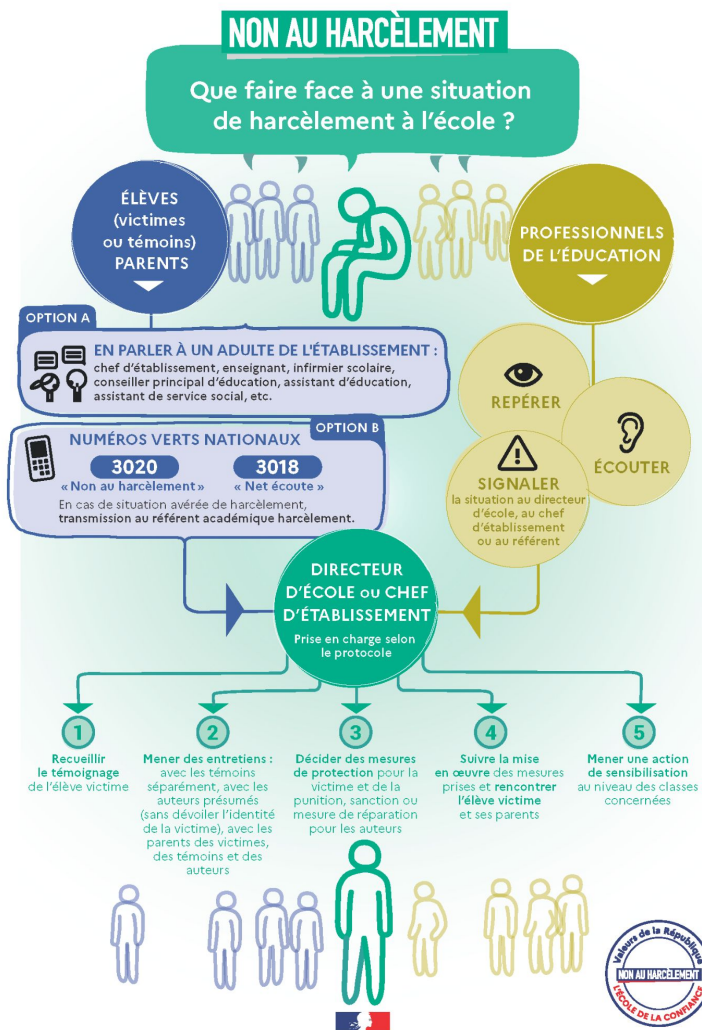 NON AU HARCÈLEMENT
Que faire face à une situation
de harcèlement à l'école ?
ÉLÈVES
(victimes
ou témoins)
PARENTS
PROFESSIONNELS
DE L'ÉDUCATION
OPTION A
EN PARLER À UN ADULTE DE L'ÉTABLISSEMENT :
chef d'établissement, enseignant, infirmier scolaire,
conseiller principal d'éducation, assistant d'éducation,
assistant de service social, etc.
OPTION B
NUMÉROS VERTS NATIONAUX
3020
3018
« Non au harcèlement »
« Net écoute »
En cas de situation avérée de harcèlement,
transmission au référent académique harcèlement.
REPÉRER
ÉCOUTER
SIGNALER
la situation au directeur
d'école, au chef
d'établissement
ou au référent
DIRECTEUR
D'ÉCOLE OU CHEF
D'ÉTABLISSEMENT
Prise en charge selon
le protocole
1
Recueillir
le témoignage
de l'élève victime
2
Mener des entretiens :
avec les témoins
séparément, avec les
auteurs présumés
(sans dévoiler l'identité
de la victime), avec les
parents des victimes,
des témoins et des
auteurs
3
Décider des mesures
de protection pour la
victime et de la
punition, sanction ou
mesure de réparation
pour les auteurs
4
Suivre la mise
en œuvre des mesures
prises et rencontrer
l'élève victime
et ses parents
5
Mener une action
de sensibilisation
au niveau des classes
concernées
Valeurs de la République
NON AU HARCÈLEMENT
L'ÉCOLE DE LA CONFIANCE